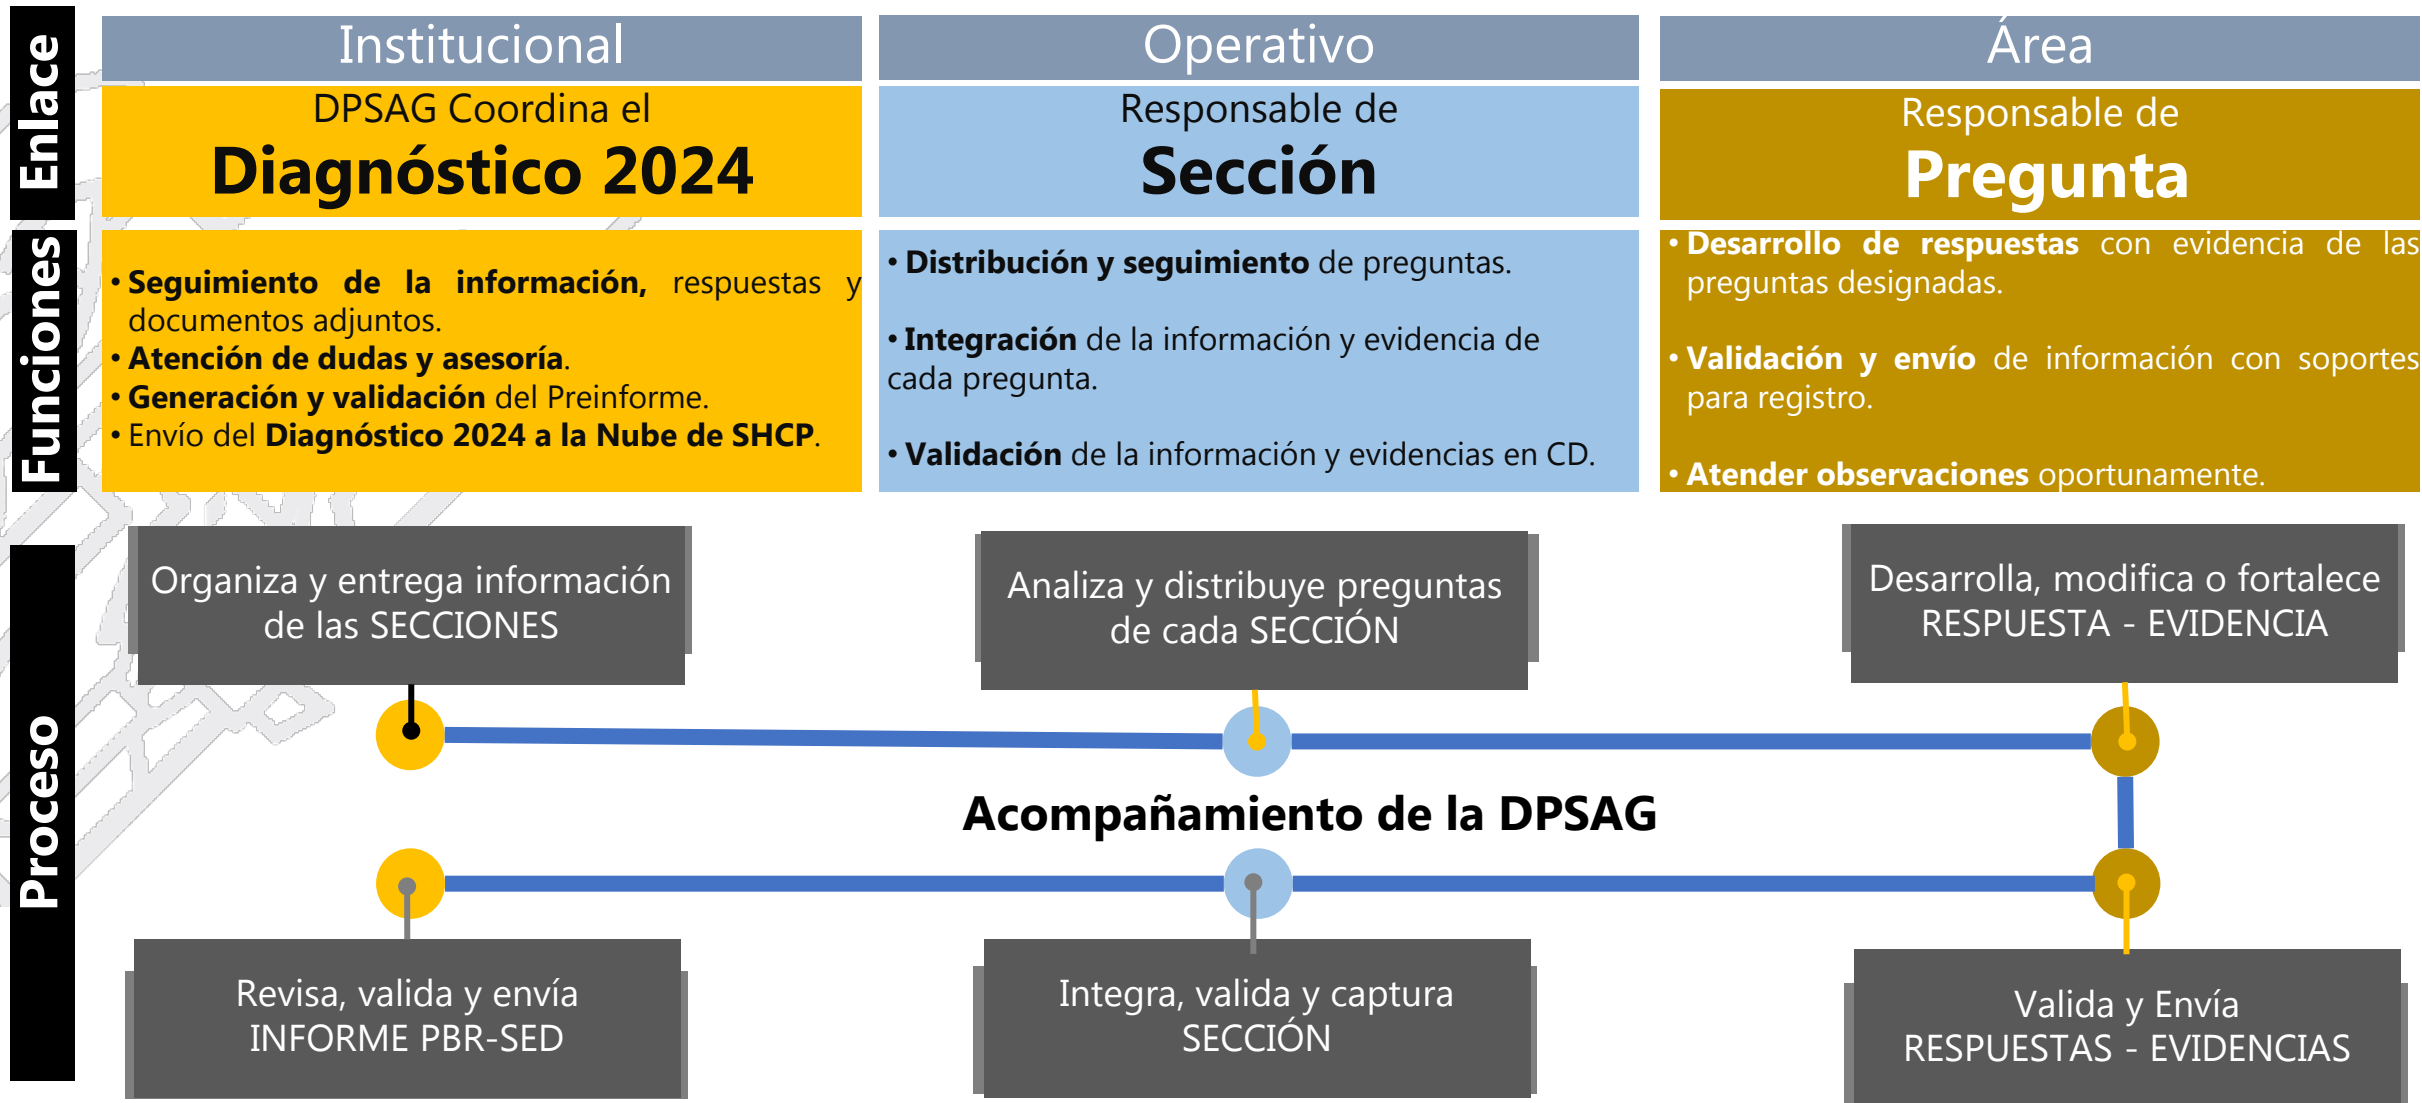 Enlace
Institucional
Operativo
Área
DPSAG Coordina el
Diagnóstico 2024
Responsable de
Sección
Responsable de
Pregunta
Funciones
• Seguimiento de la información, respuestas y
documentos adjuntos.
• Atención de dudas y asesoría.
• Generación y validación del Preinforme.
• Envío del Diagnóstico 2024 a la Nube de SHCP.
• Distribución y seguimiento de preguntas.
• Integración de la información y evidencia de
cada pregunta.
• Validación de la información y evidencias en CD.
• Desarrollo de respuestas con evidencia de las
preguntas designadas.
• Validación y envío de información con soportes
para registro.
• Atender observaciones oportunamente.
Proceso
Organiza y entrega información
de las SECCIONES
Analiza y distribuye preguntas
de cada SECCIÓN
Desarrolla, modifica o fortalece
RESPUESTA - EVIDENCIA
Acompañamiento de la DPSAG
Revisa, valida y envía
INFORME PBR-SED
Integra, valida y captura
SECCIÓN
Valida y Envía
RESPUESTAS - EVIDENCIAS